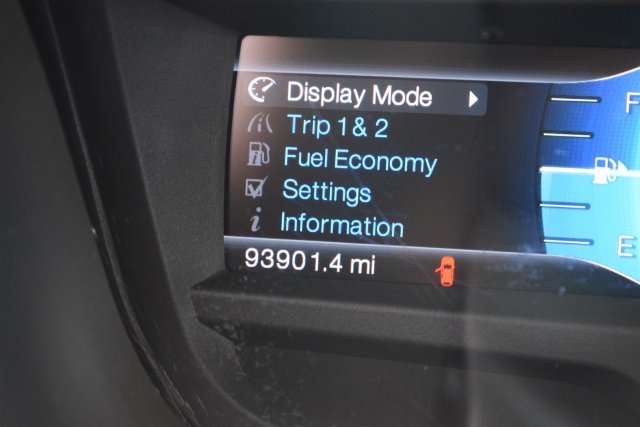 Display Mode
Trip 1 & 2
Fuel Economy
Settings
Information
93901.4 mi
F
E